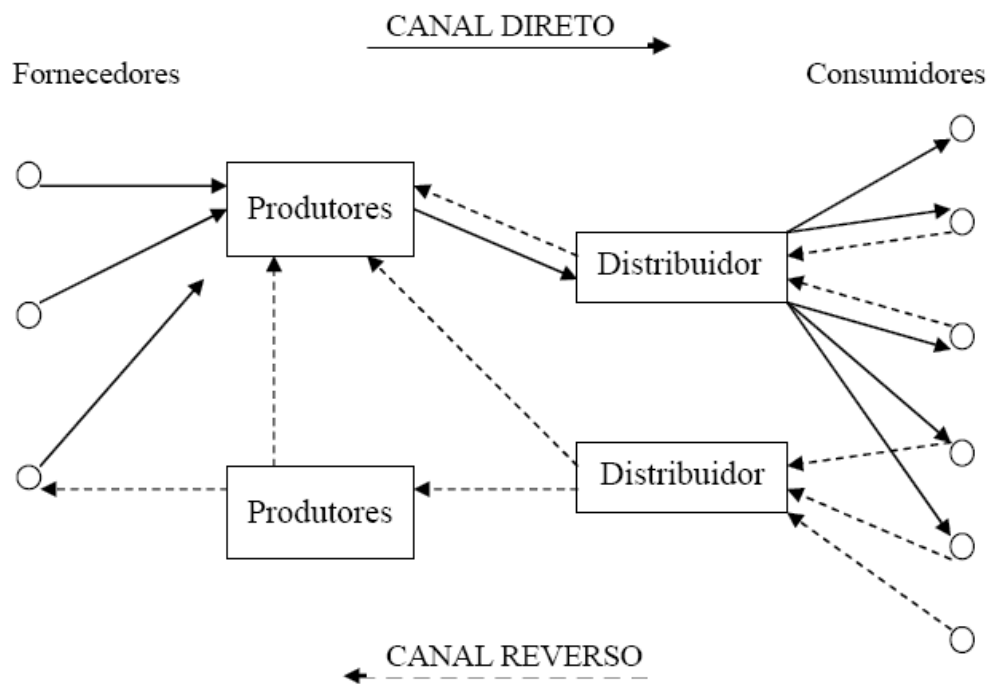 CANAL DIRETO
Fornecedores
Consumidores
Produtores
Distribuidor
Distribuidor
Produtores
CANAL REVERSO